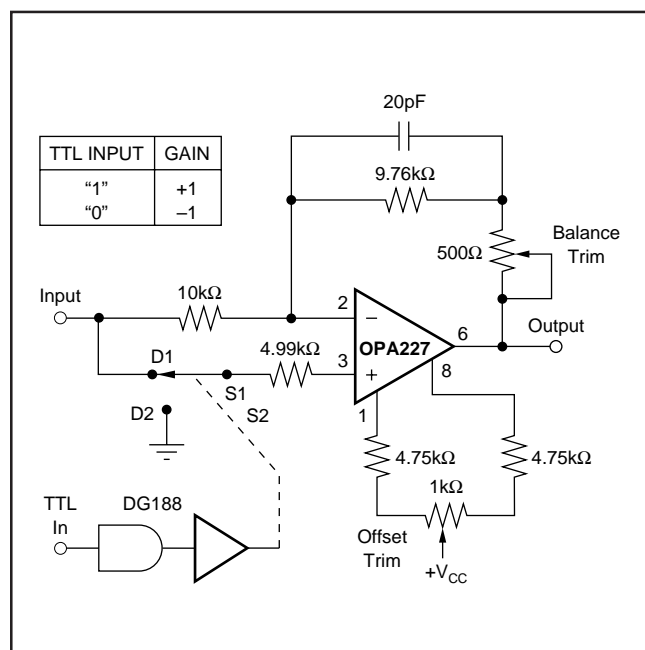 20pF
TTL INPUT GAIN
“1” +1
“0” –1
9.76kΩ
500Ω
Balance
Trim
Input
10kΩ
2
–
OPA227
6
Output
D1
4.99kΩ
3
+
8
S1
D2
S2
1
4.75kΩ
4.75kΩ
TTL
In
DG188
1kΩ
Offset
Trim
+VCC